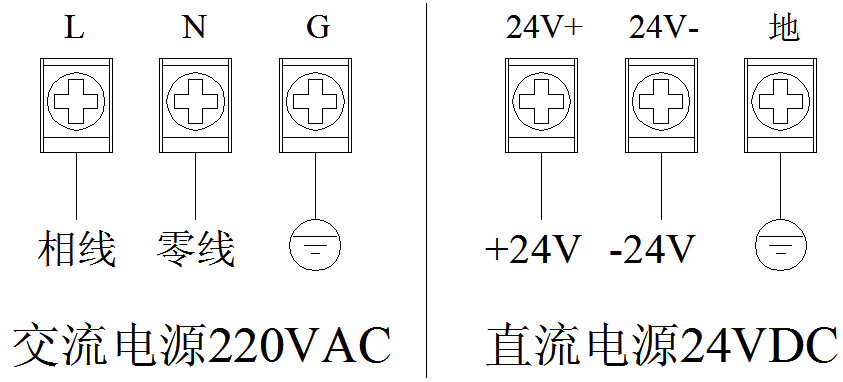 L N G
相线 零线
交流电源220VAC
24V+ 24V- 地
+24V -24V
直流电源24VDC